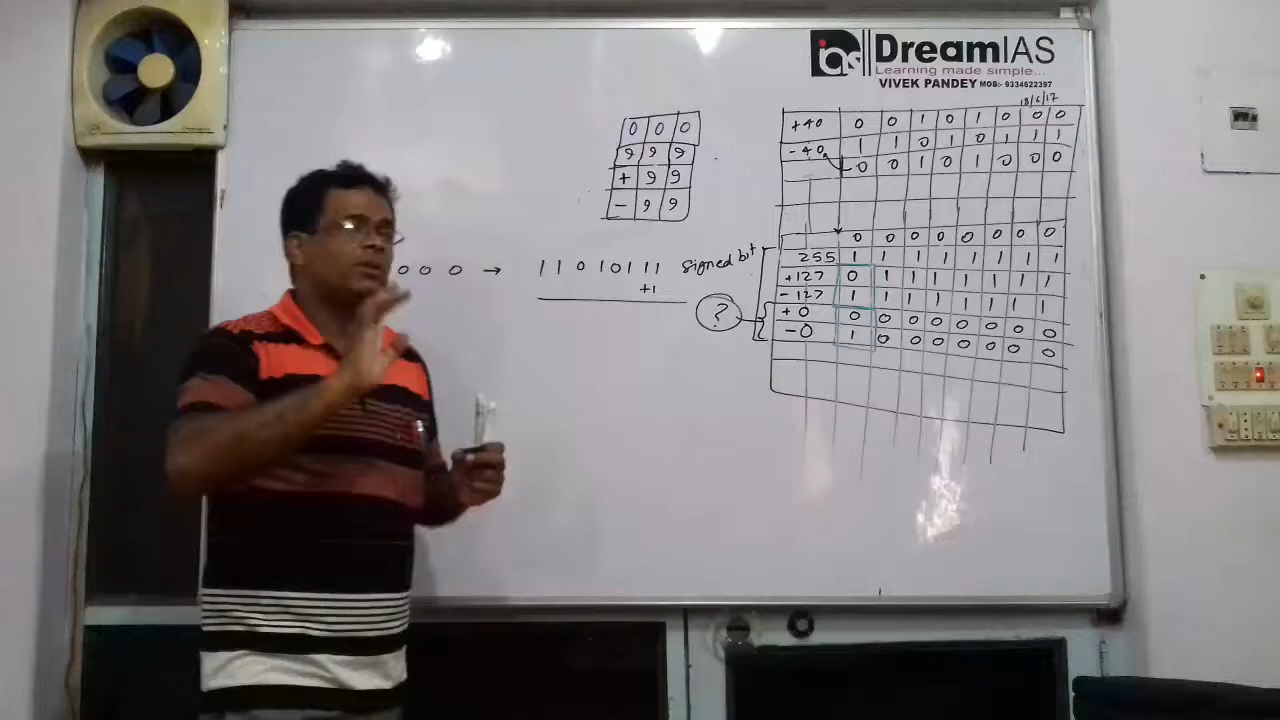 ias DreamIAS
Learning made simple...
VIVEK PANDEY MOB:- 9334622397
18/6/17
0 0 0
9 9 9
+ 9 9
- 9 9
+40 0 0 1 0 1 0 0 0
1 1 0 1 0 1 1 1
-40 0 0 1 0 1 0 0 0
0 0 0 → 1 1 0 1 0 1 1 1 signed bit
+1
?
0 0 0 0 0 0 0 0
255 1 1 1 1 1 1 1 1
+127 0 1 1 1 1 1 1 1
-127 1 1 1 1 1 1 1 1
+0 0 0 0 0 0 0 0 0
-0 1 0 0 0 0 0 0 0